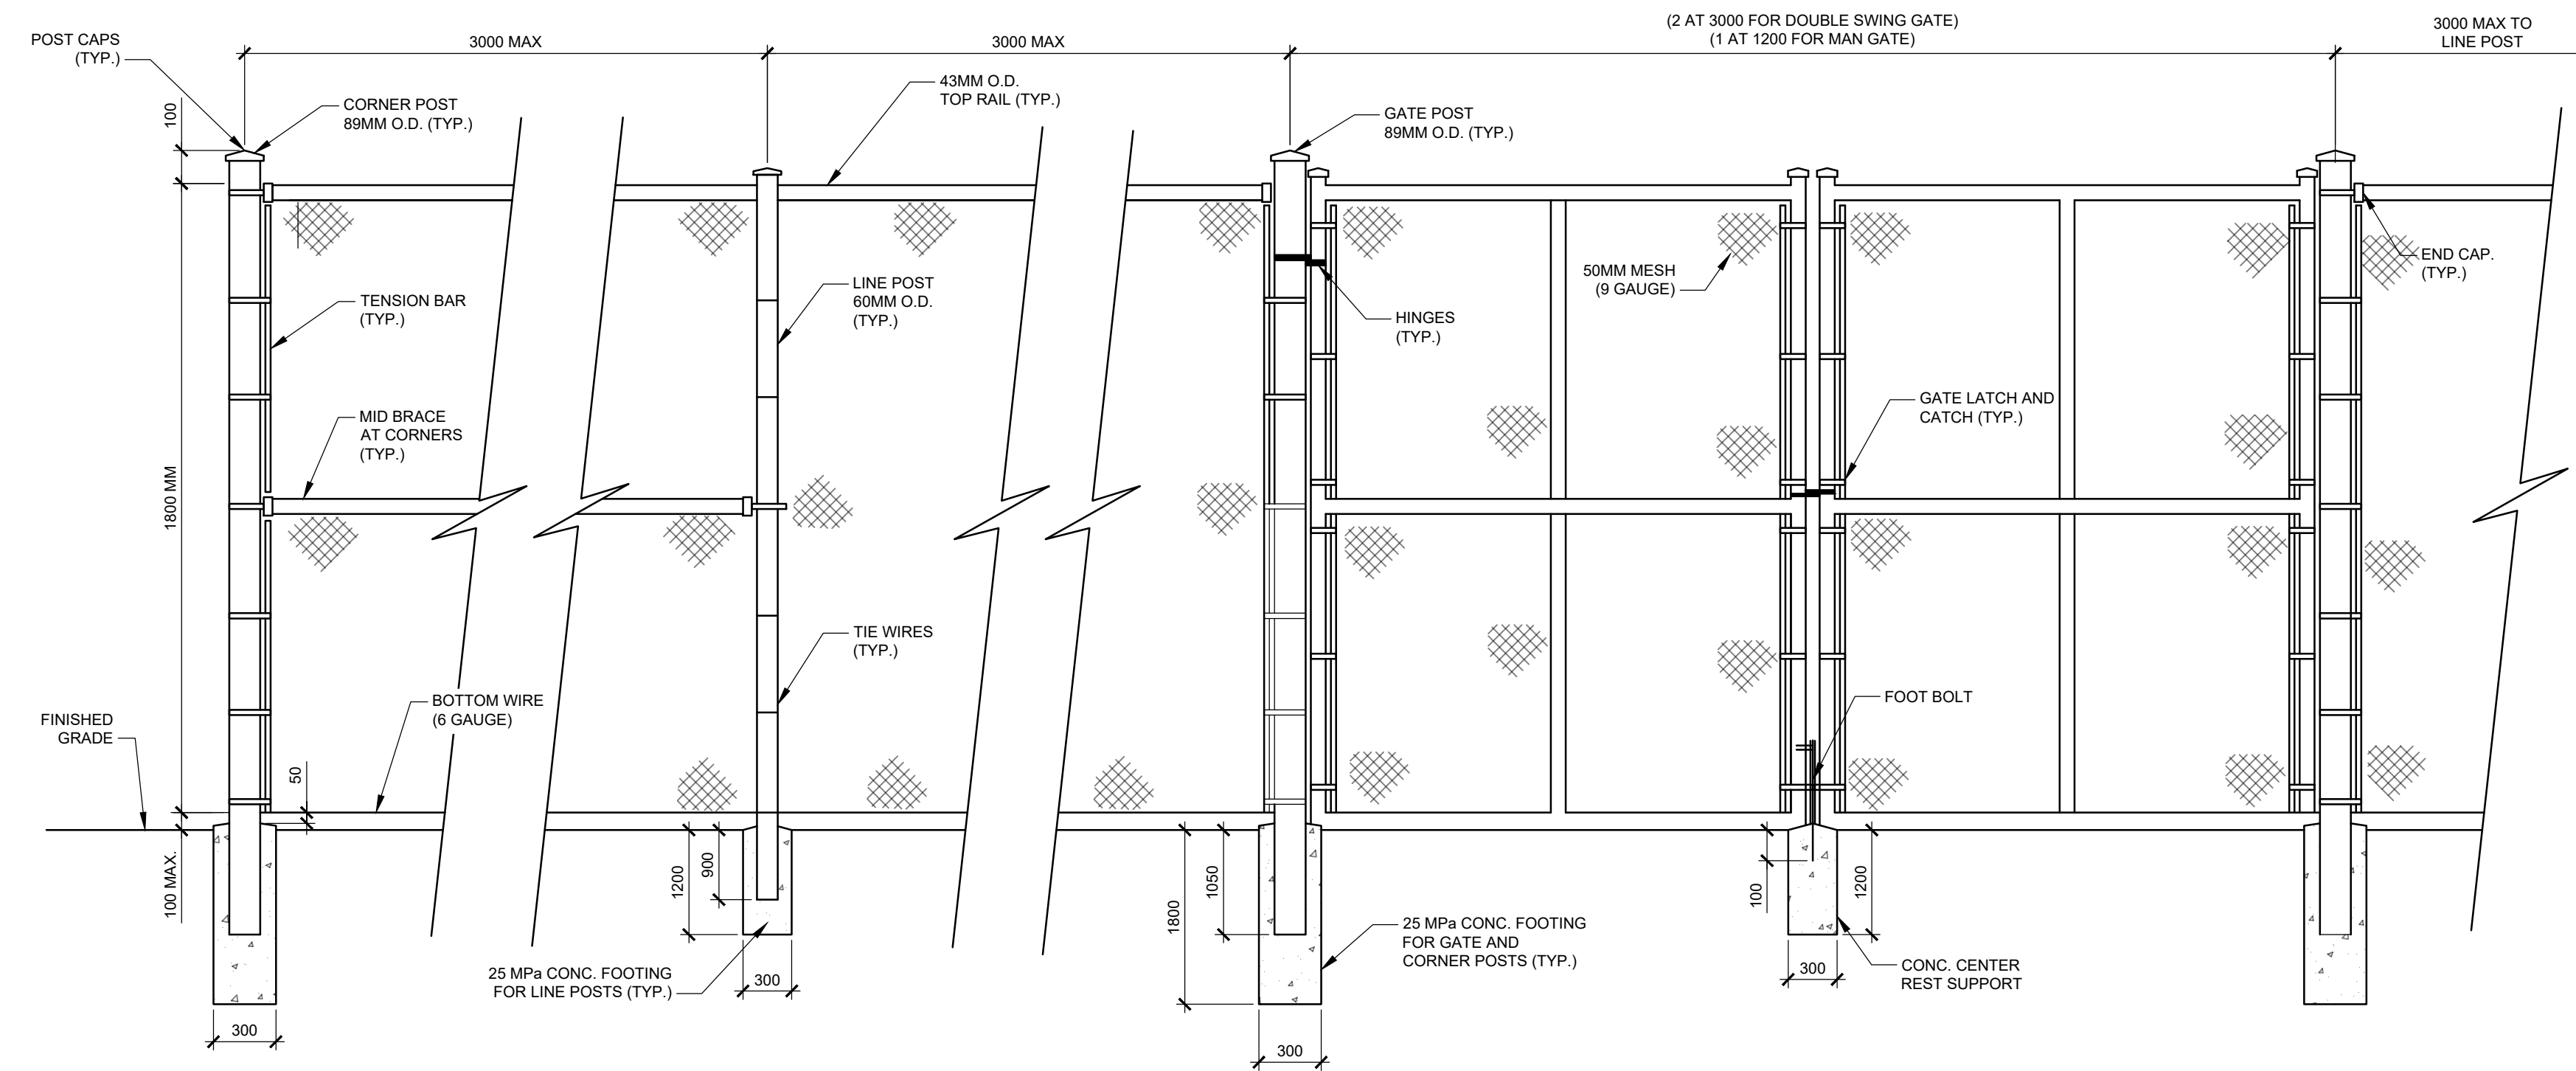 (2 AT 3000 FOR DOUBLE SWING GATE)
(1 AT 1200 FOR MAN GATE)
3000 MAX TO
LINE POST
POST CAPS
(TYP.)
3000 MAX
3000 MAX
100
CORNER POST
89MM O.D. (TYP.)
43MM O.D.
TOP RAIL (TYP.)
GATE POST
89MM O.D. (TYP.)
TENSION BAR
(TYP.)
LINE POST
60MM O.D.
(TYP.)
HINGES
(TYP.)
50MM MESH
(9 GAUGE)
END CAP.
(TYP.)
MID BRACE
AT CORNERS
(TYP.)
GATE LATCH AND
CATCH (TYP.)
1800 MM
TIE WIRES
(TYP.)
BOTTOM WIRE
(6 GAUGE)
FOOT BOLT
FINISHED
GRADE
50
100 MAX.
1200
900
1800
1050
100
1200
25 MPa CONC. FOOTING
FOR LINE POSTS (TYP.)
300
25 MPa CONC. FOOTING
FOR GATE AND
CORNER POSTS (TYP.)
300
CONC. CENTER
REST SUPPORT
300
300